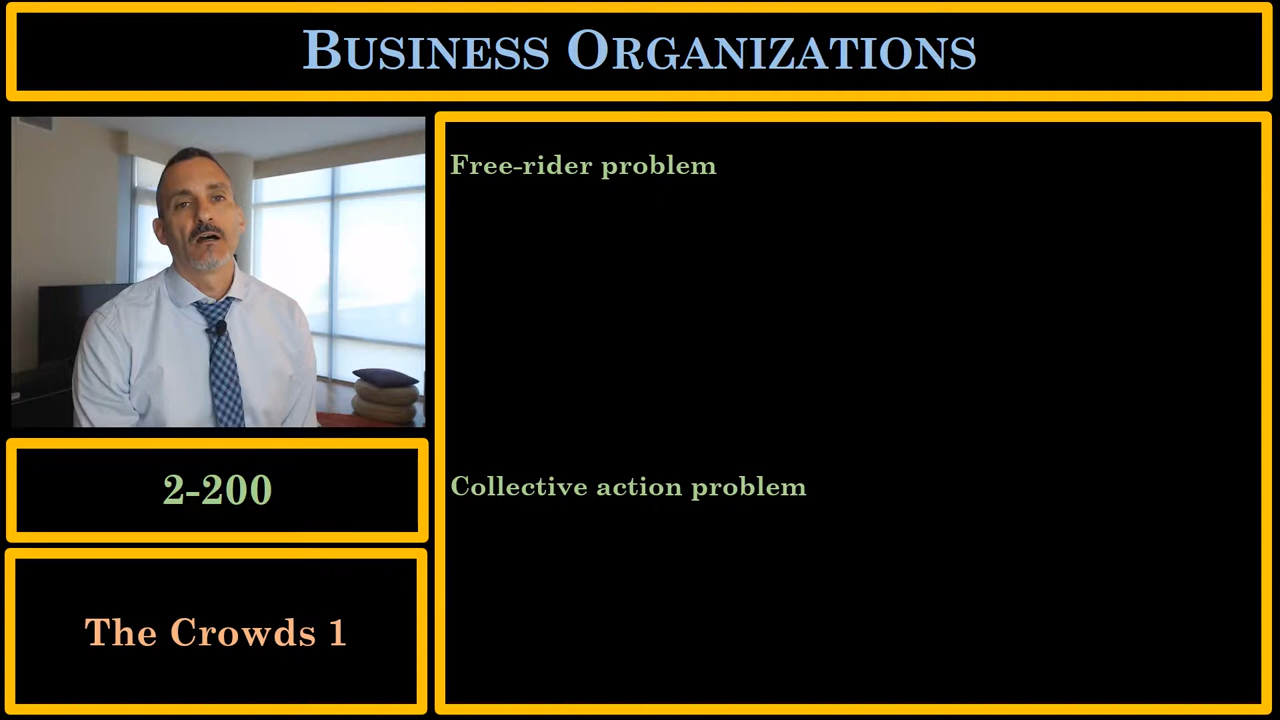 Business Organizations
Free-rider problem
Collective action problem
2-200
The Crowds 1